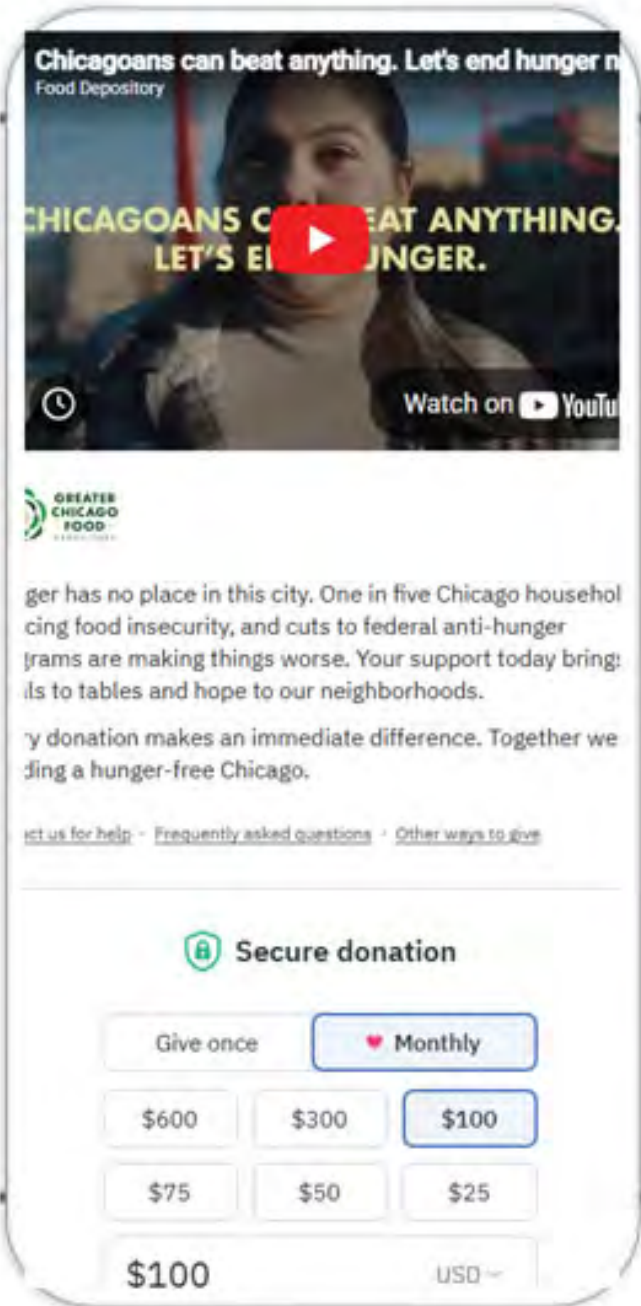 Chicagoans can beat anything. Let's end hunger n
Food Depository
CHICAGOANS C EAT ANYTHING.
LET'S E UNGER.
Watch on YouTu
GREATER
CHICAGO
FOOD
ger has no place in this city. One in five Chicago househol
cing food insecurity, and cuts to federal anti-hunger
grams are making things worse. Your support today brings
ls to tables and hope to our neighborhoods.
y donation makes an immediate difference. Together we
ding a hunger-free Chicago.
ct us for help · Frequently asked questions · Other ways to give
Secure donation
Give once
Monthly
$600
$300
$100
$75
$50
$25
$100
USD